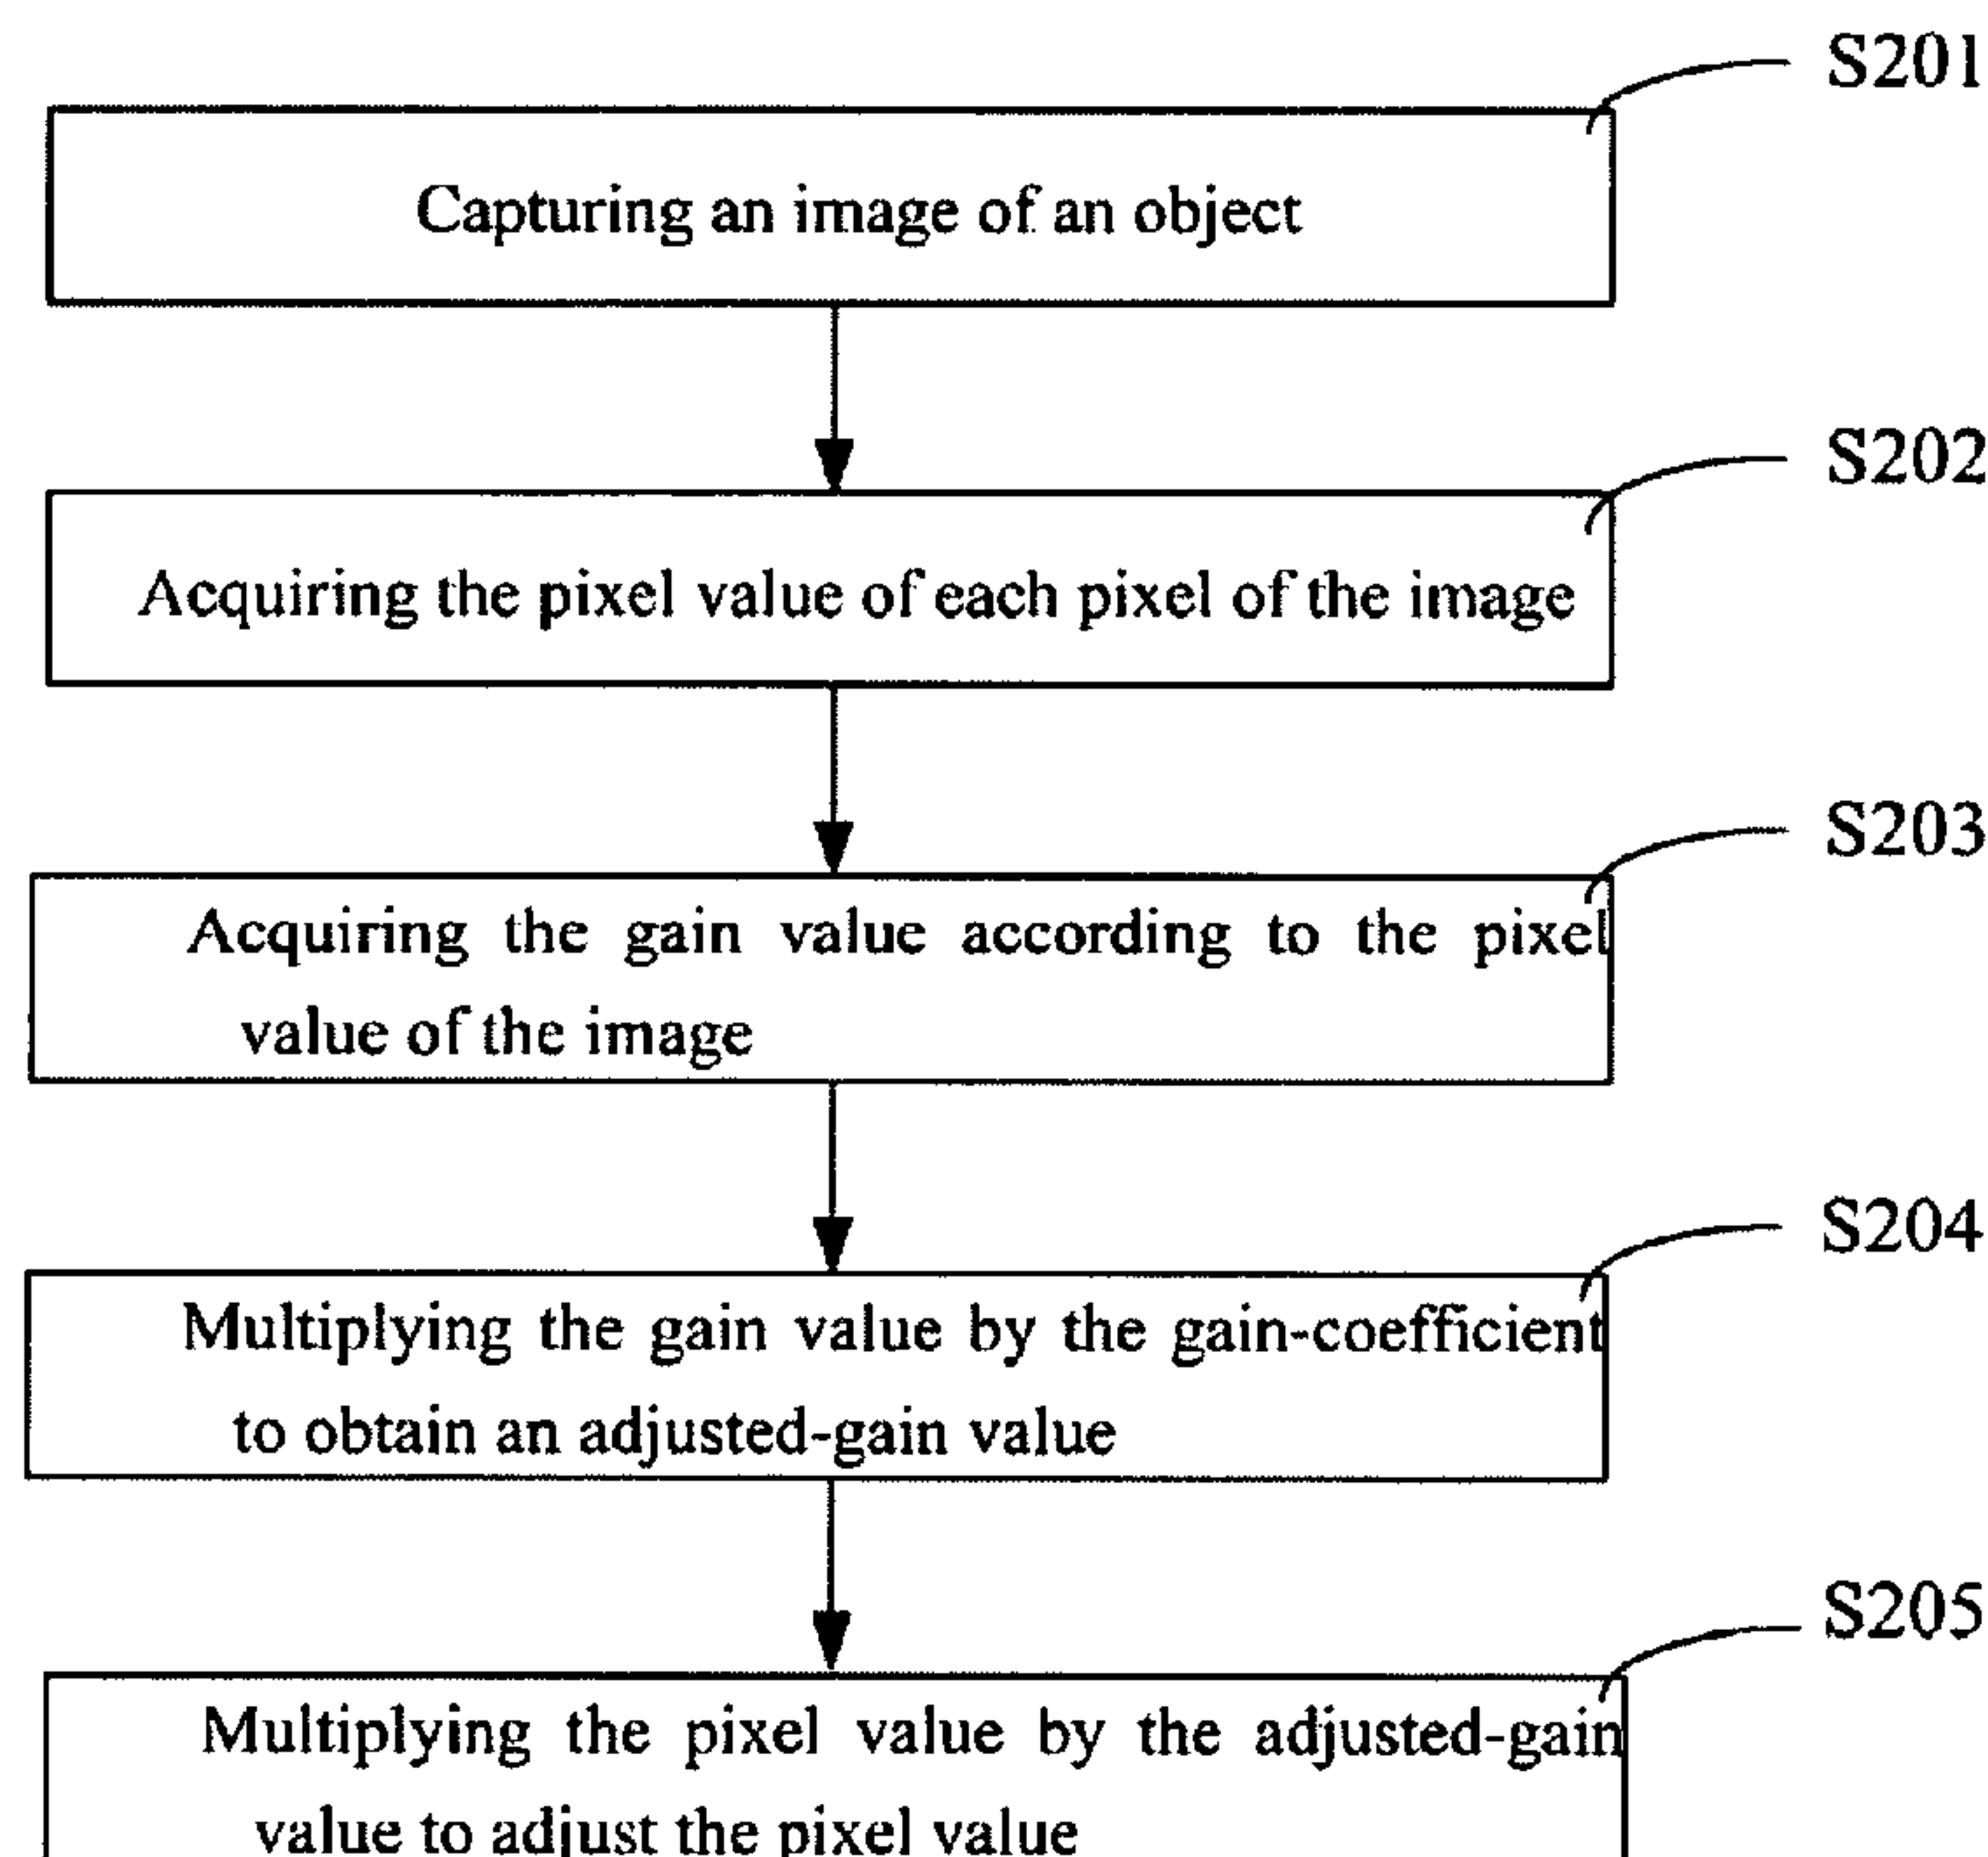 S201
Capturing an image of an object
S202
Acquiring the pixel value of each pixel of the image
S203
Acquiring the gain value according to the pixel
value of the image
S204
Multiplying the gain value by the gain-coefficient
to obtain an adjusted-gain value
S205
Multiplying the pixel value by the adjusted-gain
value to adjust the pixel value